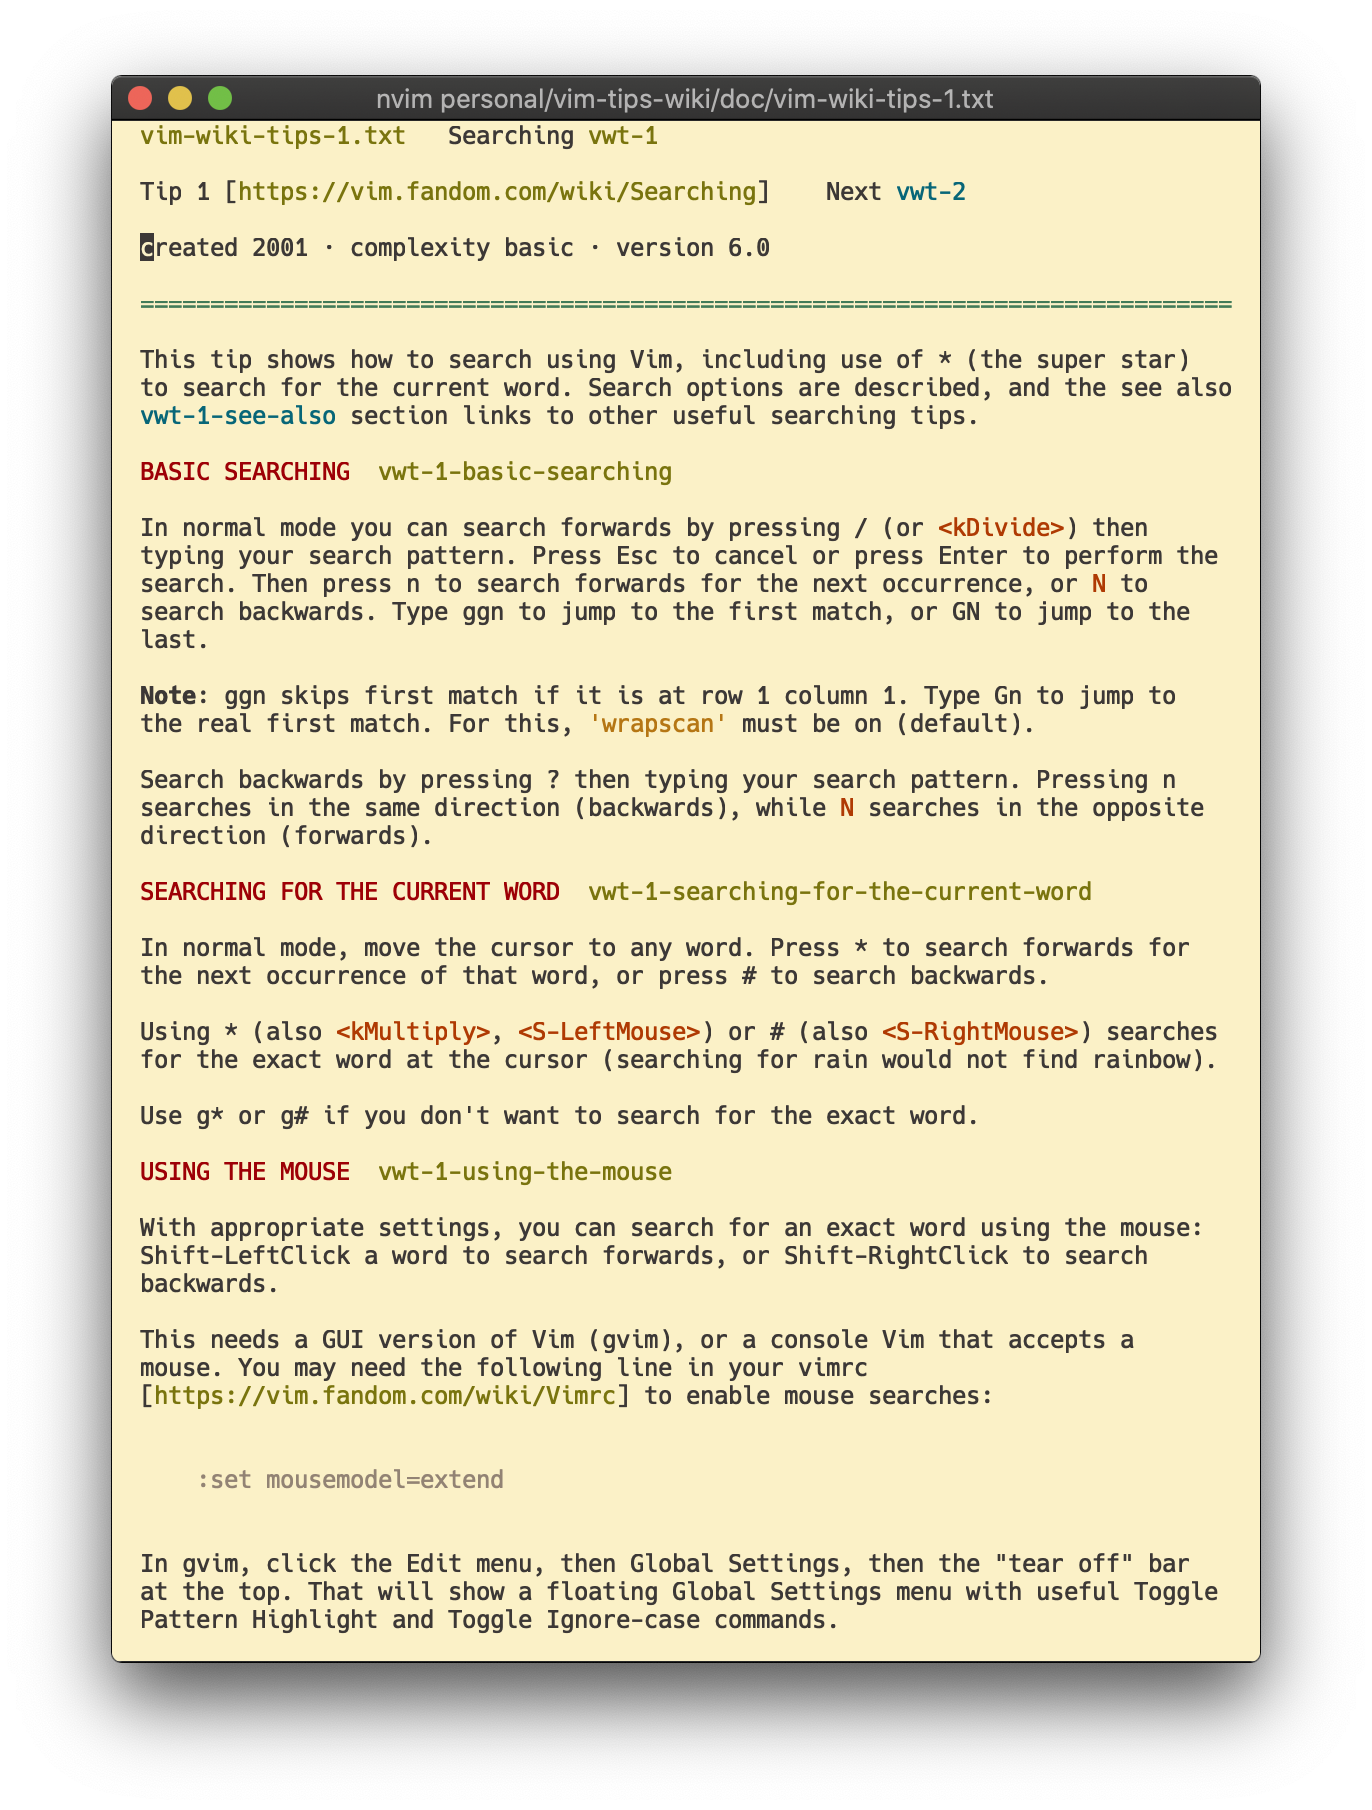 nvim personal/vim-tips-wiki/doc/vim-wiki-tips-1.txt
vim-wiki-tips-1.txt   Searching vwt-1
Tip 1 [https://vim.fandom.com/wiki/Searching]    Next vwt-2
created 2001 · complexity basic · version 6.0
==============================================================================
This tip shows how to search using Vim, including use of * (the super star)
to search for the current word. Search options are described, and the see also
vwt-1-see-also section links to other useful searching tips.
BASIC SEARCHING  vwt-1-basic-searching
In normal mode you can search forwards by pressing / (or <kDivide>) then
typing your search pattern. Press Esc to cancel or press Enter to perform the
search. Then press n to search forwards for the next occurrence, or N to
search backwards. Type ggn to jump to the first match, or GN to jump to the
last.
Note: ggn skips first match if it is at row 1 column 1. Type Gn to jump to
the real first match. For this, 'wrapscan' must be on (default).
Search backwards by pressing ? then typing your search pattern. Pressing n
searches in the same direction (backwards), while N searches in the opposite
direction (forwards).
SEARCHING FOR THE CURRENT WORD  vwt-1-searching-for-the-current-word
In normal mode, move the cursor to any word. Press * to search forwards for
the next occurrence of that word, or press # to search backwards.
Using * (also <kMultiply>, <S-LeftMouse>) or # (also <S-RightMouse>) searches
for the exact word at the cursor (searching for rain would not find rainbow).
Use g* or g# if you don't want to search for the exact word.
USING THE MOUSE  vwt-1-using-the-mouse
With appropriate settings, you can search for an exact word using the mouse:
Shift-LeftClick a word to search forwards, or Shift-RightClick to search
backwards.
This needs a GUI version of Vim (gvim), or a console Vim that accepts a
mouse. You may need the following line in your vimrc
[https://vim.fandom.com/wiki/Vimrc] to enable mouse searches:
    :set mousemodel=extend
In gvim, click the Edit menu, then Global Settings, then the "tear off" bar
at the top. That will show a floating Global Settings menu with useful Toggle
Pattern Highlight and Toggle Ignore-case commands.